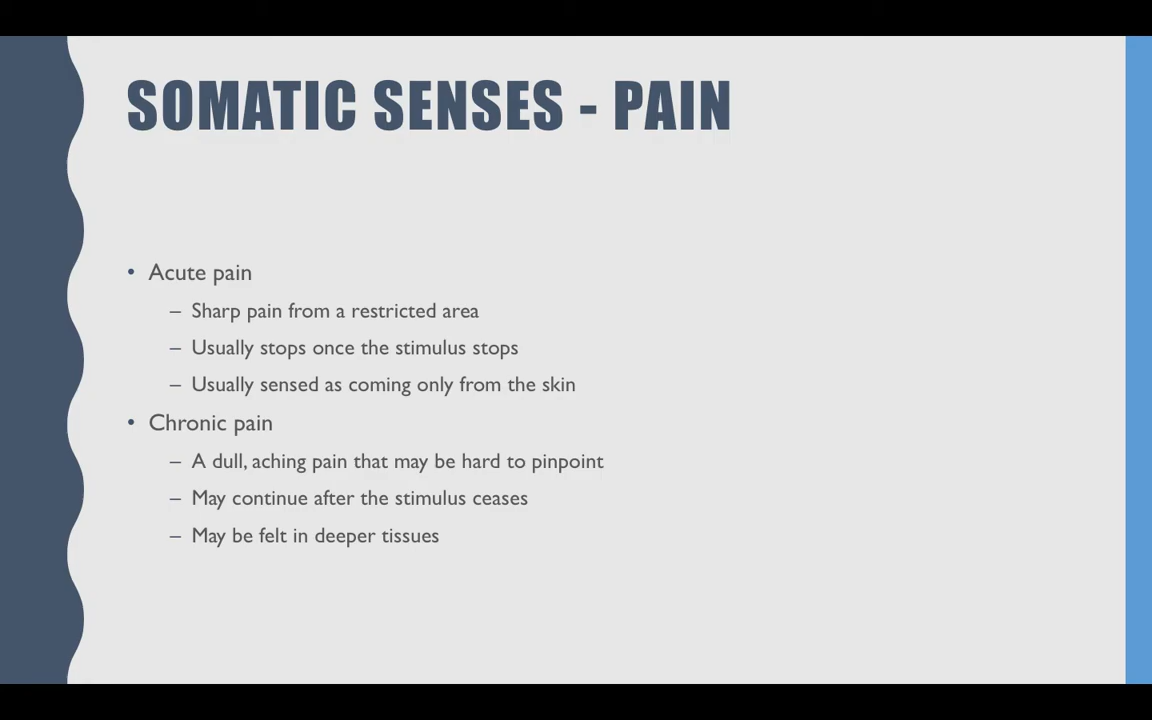 SOMATIC SENSES - PAIN
• Acute pain
– Sharp pain from a restricted area
– Usually stops once the stimulus stops
– Usually sensed as coming only from the skin
• Chronic pain
– A dull, aching pain that may be hard to pinpoint
– May continue after the stimulus ceases
– May be felt in deeper tissues